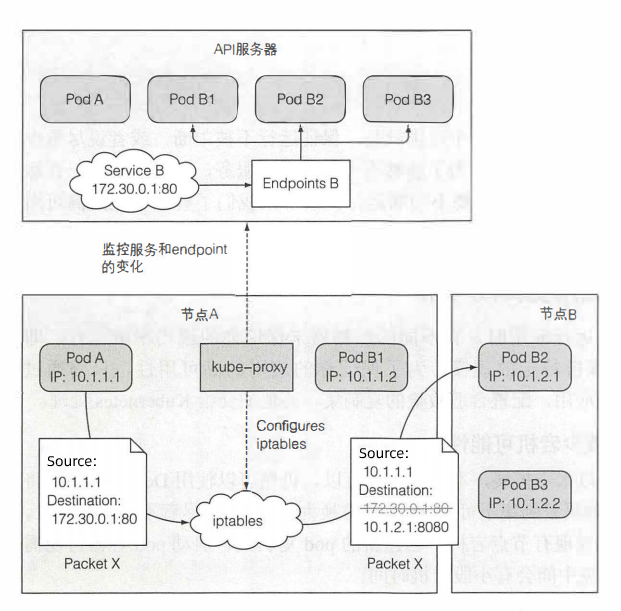 API服务器
Pod A
Pod B1
Pod B2
Pod B3
Service B
172.30.0.1:80
Endpoints B
监控服务和endpoint
的变化
节点A
节点B
Pod A
IP: 10.1.1.1
kube-proxy
Pod B1
IP: 10.1.1.2
Pod B2
IP: 10.1.2.1
Configures
iptables
Source:
10.1.1.1
Destination:
172.30.0.1:80
iptables
Source:
10.1.1.1
Destination:
172.30.0.1:80
10.1.2.1:8080
Pod B3
IP: 10.1.2.2
Packet X
Packet X